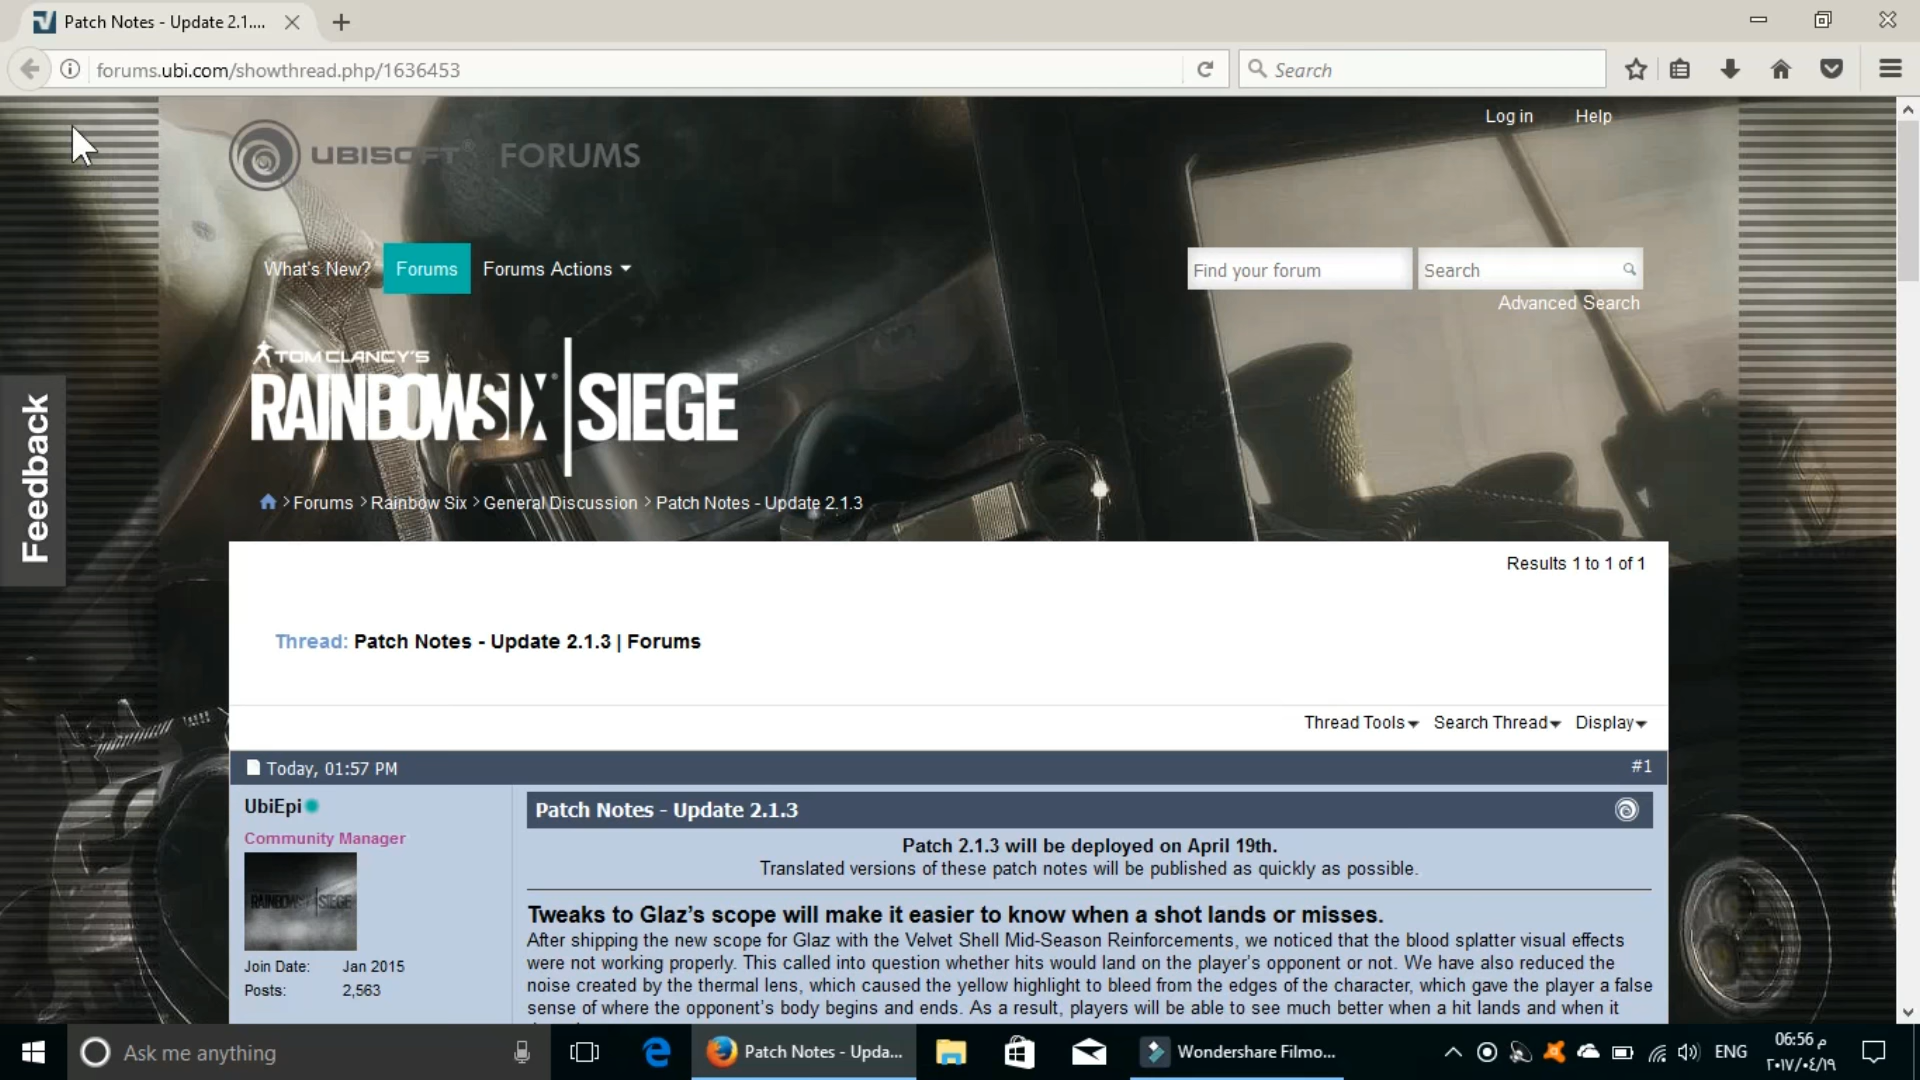 Patch Notes - Update 2.1....
forums.ubi.com/showthread.php/1636453
Search
Log in
Help
UBISOFT FORUMS
What's New?
Forums
Forums Actions
Find your forum
Search
Advanced Search
TOM CLANCY'S
RAINBOWSIX | SIEGE
Feedback
> Forums > Rainbow Six > General Discussion > Patch Notes - Update 2.1.3
Results 1 to 1 of 1
Thread: Patch Notes - Update 2.1.3 | Forums
Thread Tools
Search Thread
Display
Today, 01:57 PM
#1
UbiEpi
Community Manager
RAINBOWSIX | SIEGE
Join Date: Jan 2015
Posts: 2,563
Patch Notes - Update 2.1.3
Patch 2.1.3 will be deployed on April 19th.
Translated versions of these patch notes will be published as quickly as possible.
Tweaks to Glaz’s scope will make it easier to know when a shot lands or misses.
After shipping the new scope for Glaz with the Velvet Shell Mid-Season Reinforcements, we noticed that the blood splatter visual effects
were not working properly. This called into question whether hits would land on the player’s opponent or not. We have also reduced the
noise created by the thermal lens, which caused the yellow highlight to bleed from the edges of the character, which gave the player a false
sense of where the opponent’s body begins and ends. As a result, players will be able to see much better when a hit lands and when it
Ask me anything
Patch Notes - Upda...
Wondershare Filmo...
ENG
06:56 م
٢٠١٧/٠٤/١٩